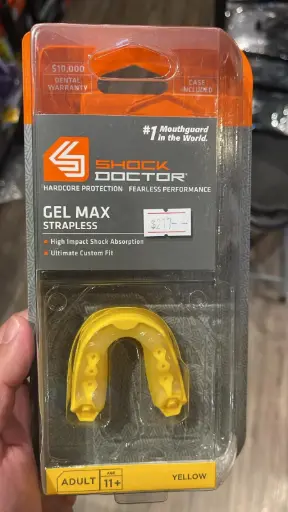 $10,000
DENTAL
WARRANTY
CASE
INCLUDED
#1 Mouthguard
in the World.
SHOCK
DOCTOR
HARDCORE PROTECTION FEARLESS PERFORMANCE
GEL MAX
STRAPLESS
• High Impact Shock Absorption
• Ultimate Custom Fit
ADULT
AGE
11+
YELLOW